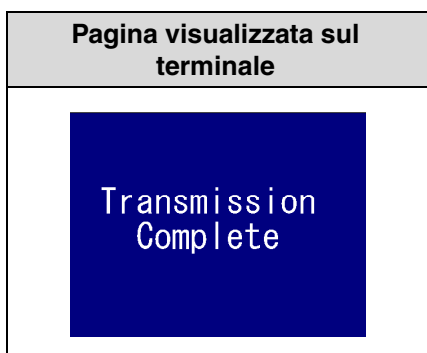 Pagina visualizzata sul
terminale
Transmission
Complete